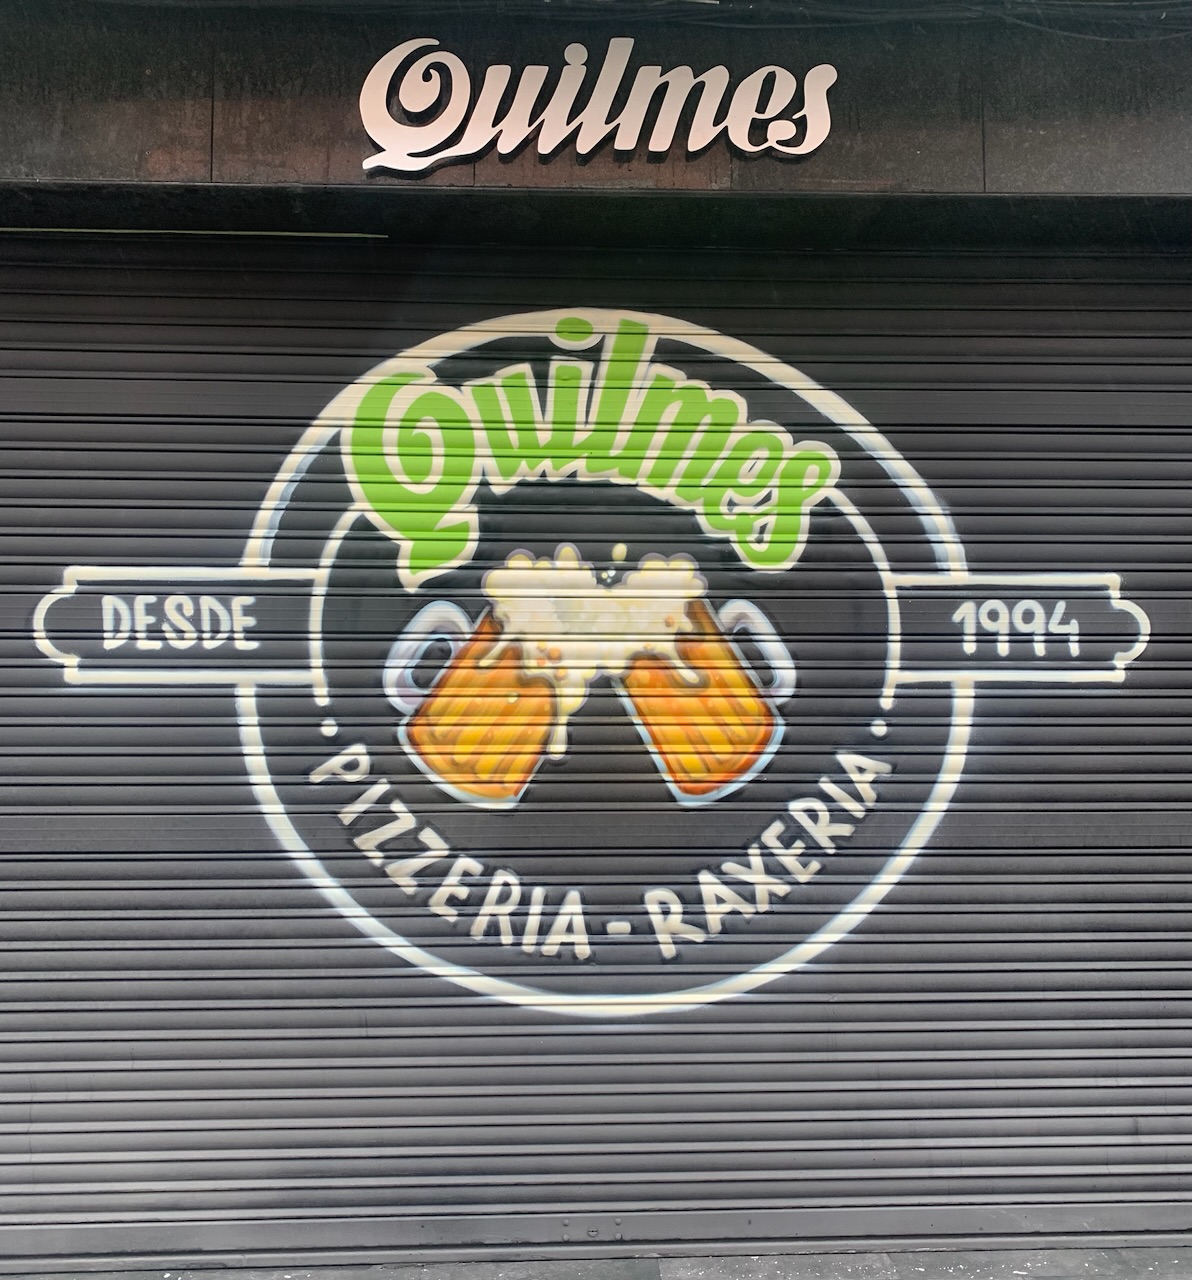 Quilmes
Quilmes
DESDE
1994
PIZZERIA - RAXERIA